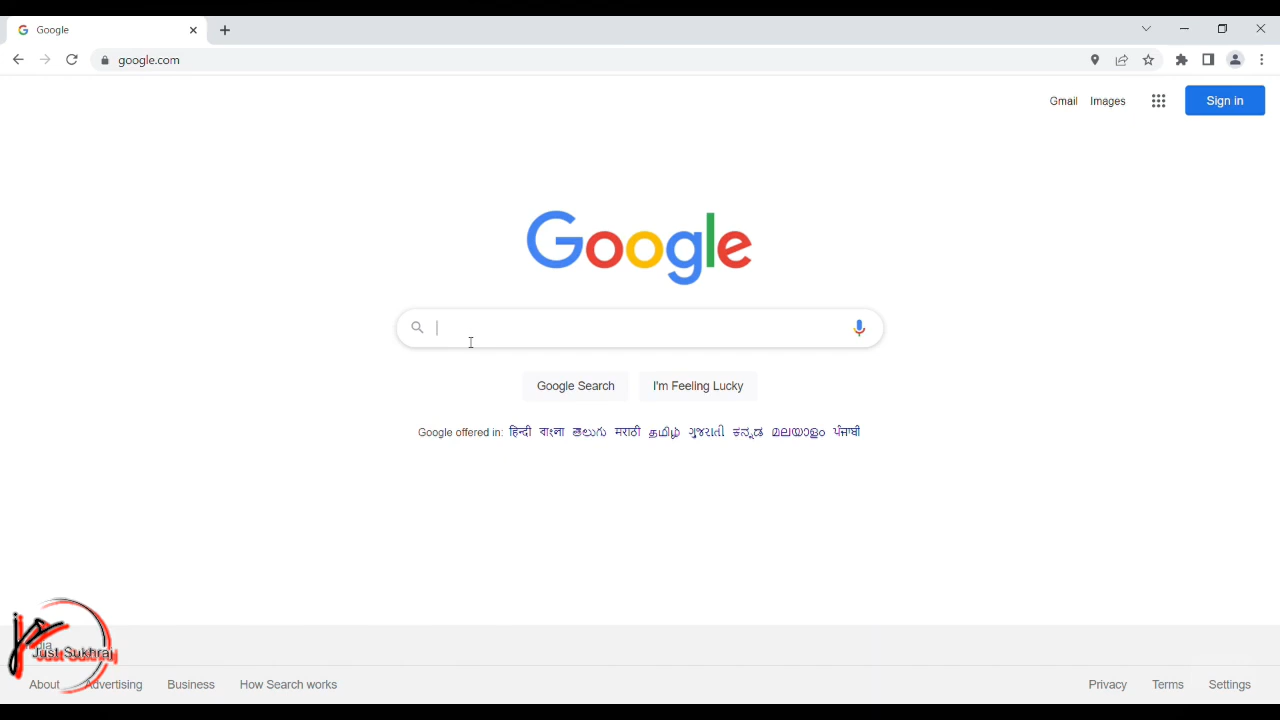 Google
google.com
Gmail Images Sign in
Google
Google Search I'm Feeling Lucky
Google offered in: हिन्दी বাংলা తెలుగు मराठी தமிழ் ગુજરાતી ಕನ್ನಡ മലയാളം ਪੰਜਾਬੀ
Just Sukhraj
About Advertising Business How Search works Privacy Terms Settings